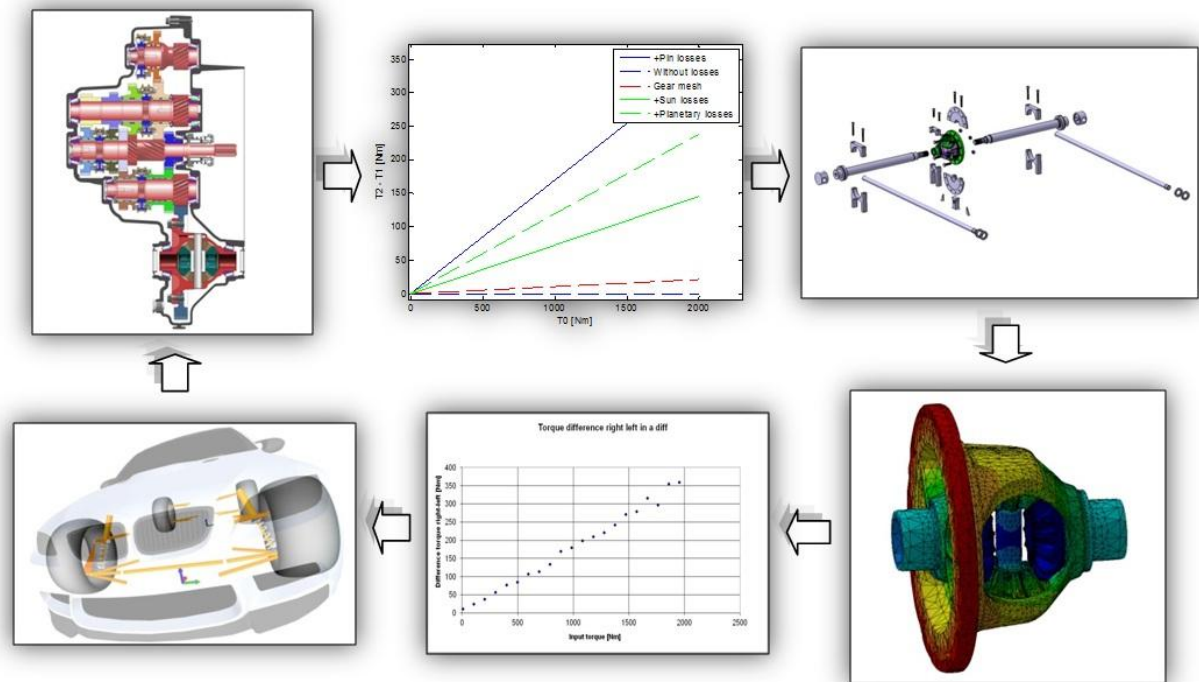 350
300
250
200
150
100
50
0
T2 - T1 [Nm]
+Pin losses
Without losses
Gear mesh
+Sun losses
+Planetary losses
0 500 1000 1500 2000
T0 [Nm]
Torque difference right left in a diff
Difference torque right-left [Nm]
400
350
300
250
200
150
100
50
0
0 500 1000 1500 2000 2500
Input torque [Nm]